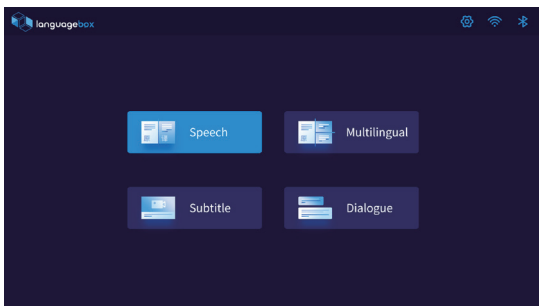 languagebox
Speech
Multilingual
Subtitle
Dialogue